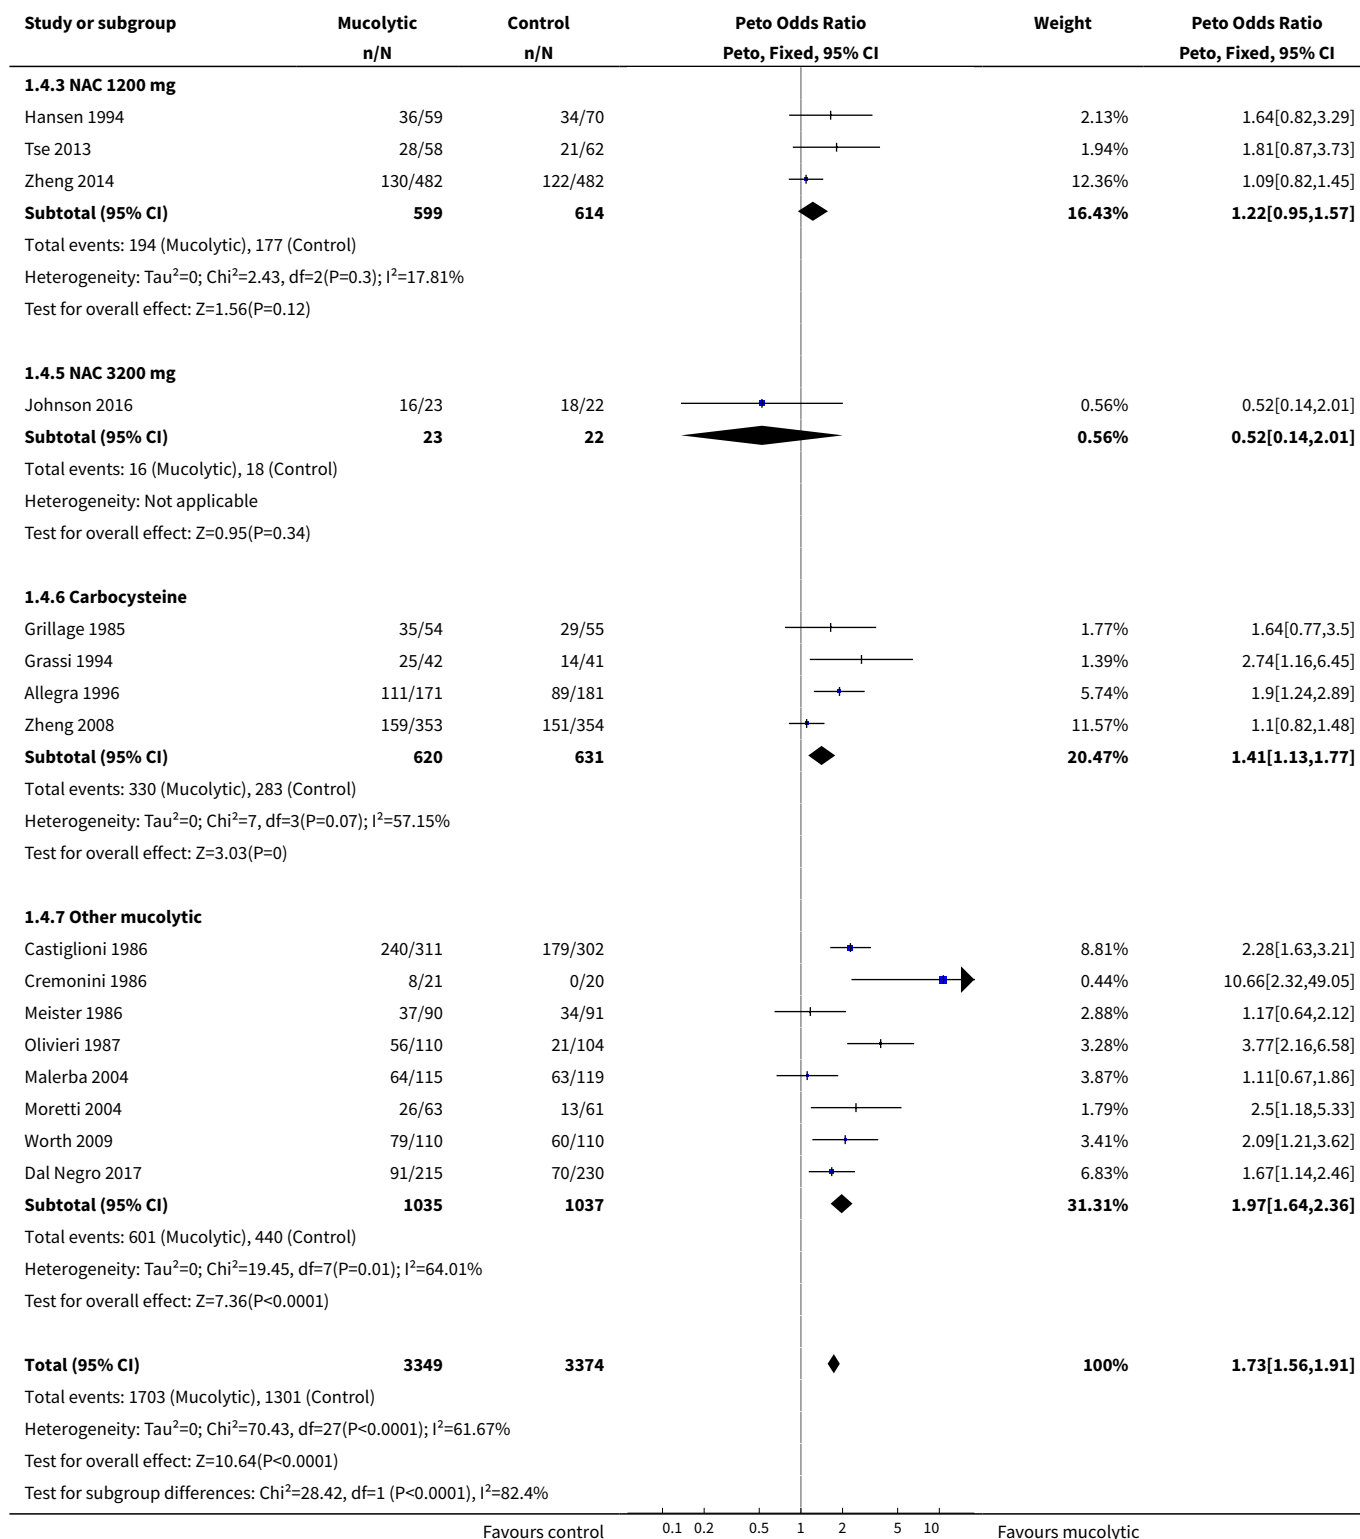 Study or subgroup Mucolytic Control Peto Odds Ratio Weight Peto Odds Ratio
n/N n/N Peto, Fixed, 95% CI Peto, Fixed, 95% CI
1.4.3 NAC 1200 mg
Hansen 1994 36/59 34/70 2.13% 1.64[0.82,3.29]
Tse 2013 28/58 21/62 1.94% 1.81[0.87,3.73]
Zheng 2014 130/482 122/482 12.36% 1.09[0.82,1.45]
Subtotal (95% CI) 599 614 16.43% 1.22[0.95,1.57]
Total events: 194 (Mucolytic), 177 (Control)
Heterogeneity: Tau²=0; Chi²=2.43, df=2(P=0.3); I²=17.81%
Test for overall effect: Z=1.56(P=0.12)
1.4.5 NAC 3200 mg
Johnson 2016 16/23 18/22 0.56% 0.52[0.14,2.01]
Subtotal (95% CI) 23 22 0.56% 0.52[0.14,2.01]
Total events: 16 (Mucolytic), 18 (Control)
Heterogeneity: Not applicable
Test for overall effect: Z=0.95(P=0.34)
1.4.6 Carbocysteine
Grillage 1985 35/54 29/55 1.77% 1.64[0.77,3.5]
Grassi 1994 25/42 14/41 1.39% 2.74[1.16,6.45]
Allegra 1996 111/171 89/181 5.74% 1.9[1.24,2.89]
Zheng 2008 159/353 151/354 11.57% 1.1[0.82,1.48]
Subtotal (95% CI) 620 631 20.47% 1.41[1.13,1.77]
Total events: 330 (Mucolytic), 283 (Control)
Heterogeneity: Tau²=0; Chi²=7, df=3(P=0.07); I²=57.15%
Test for overall effect: Z=3.03(P=0)
1.4.7 Other mucolytic
Castiglioni 1986 240/311 179/302 8.81% 2.28[1.63,3.21]
Cremonini 1986 8/21 0/20 0.44% 10.66[2.32,49.05]
Meister 1986 37/90 34/91 2.88% 1.17[0.64,2.12]
Olivieri 1987 56/110 21/104 3.28% 3.77[2.16,6.58]
Malerba 2004 64/115 63/119 3.87% 1.11[0.67,1.86]
Moretti 2004 26/63 13/61 1.79% 2.5[1.18,5.33]
Worth 2009 79/110 60/110 3.41% 2.09[1.21,3.62]
Dal Negro 2017 91/215 70/230 6.83% 1.67[1.14,2.46]
Subtotal (95% CI) 1035 1037 31.31% 1.97[1.64,2.36]
Total events: 601 (Mucolytic), 440 (Control)
Heterogeneity: Tau²=0; Chi²=19.45, df=7(P=0.01); I²=64.01%
Test for overall effect: Z=7.36(P<0.0001)
Total (95% CI) 3349 3374 100% 1.73[1.56,1.91]
Total events: 1703 (Mucolytic), 1301 (Control)
Heterogeneity: Tau²=0; Chi²=70.43, df=27(P<0.0001); I²=61.67%
Test for overall effect: Z=10.64(P<0.0001)
Test for subgroup differences: Chi²=28.42, df=1 (P<0.0001), I²=82.4%
Favours control 0.1 0.2 0.5 1 2 5 10 Favours mucolytic